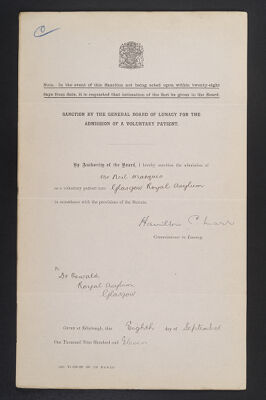 Note.—In the event of this Sanction not being acted upon within twenty-eight
days from date, it is requested that intimation of the fact be given to the Board.
SANCTION BY THE GENERAL BOARD OF LUNACY FOR THE
ADMISSION OF A VOLUNTARY PATIENT.
By Authority of the Board, I hereby sanction the admission of
Mr Neil
as a voluntary patient into Glasgow Royal Asylum
in accordance with the provisions of the Statute.
Hamilton C
Commissioner in Lunacy.
To
Dr Oswald
Royal Asylum
Glasgow
Given at Edinburgh, this Eighth day of September
One Thousand Nine Hundred and Eleven